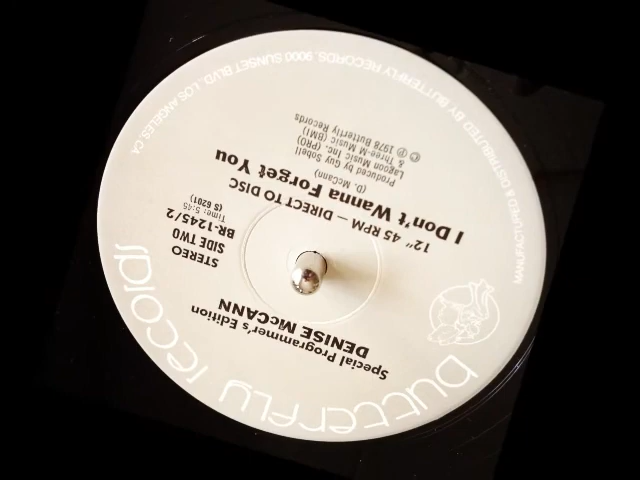 butterfly records
Special Programmer's Edition
DENISE McCANN
STEREO
SIDE TWO
BR-1245/2
(S 6201)
Time: 5:45
12" 45 RPM — DIRECT TO DISC
I Don't Wanna Forget You
(D. McCann)
Produced by Guy Sobell
Lagoon Music Inc. (PRO)
& Three-M-Music (BMI)
© ℗ 1978 Butterfly Records
MANUFACTURED & DISTRIBUTED BY BUTTERFLY RECORDS, 9000 SUNSET BLVD. LOS ANGELES, CA